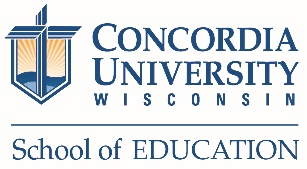 CONCORDIA
UNIVERSITY
WISCONSIN
School of EDUCATION